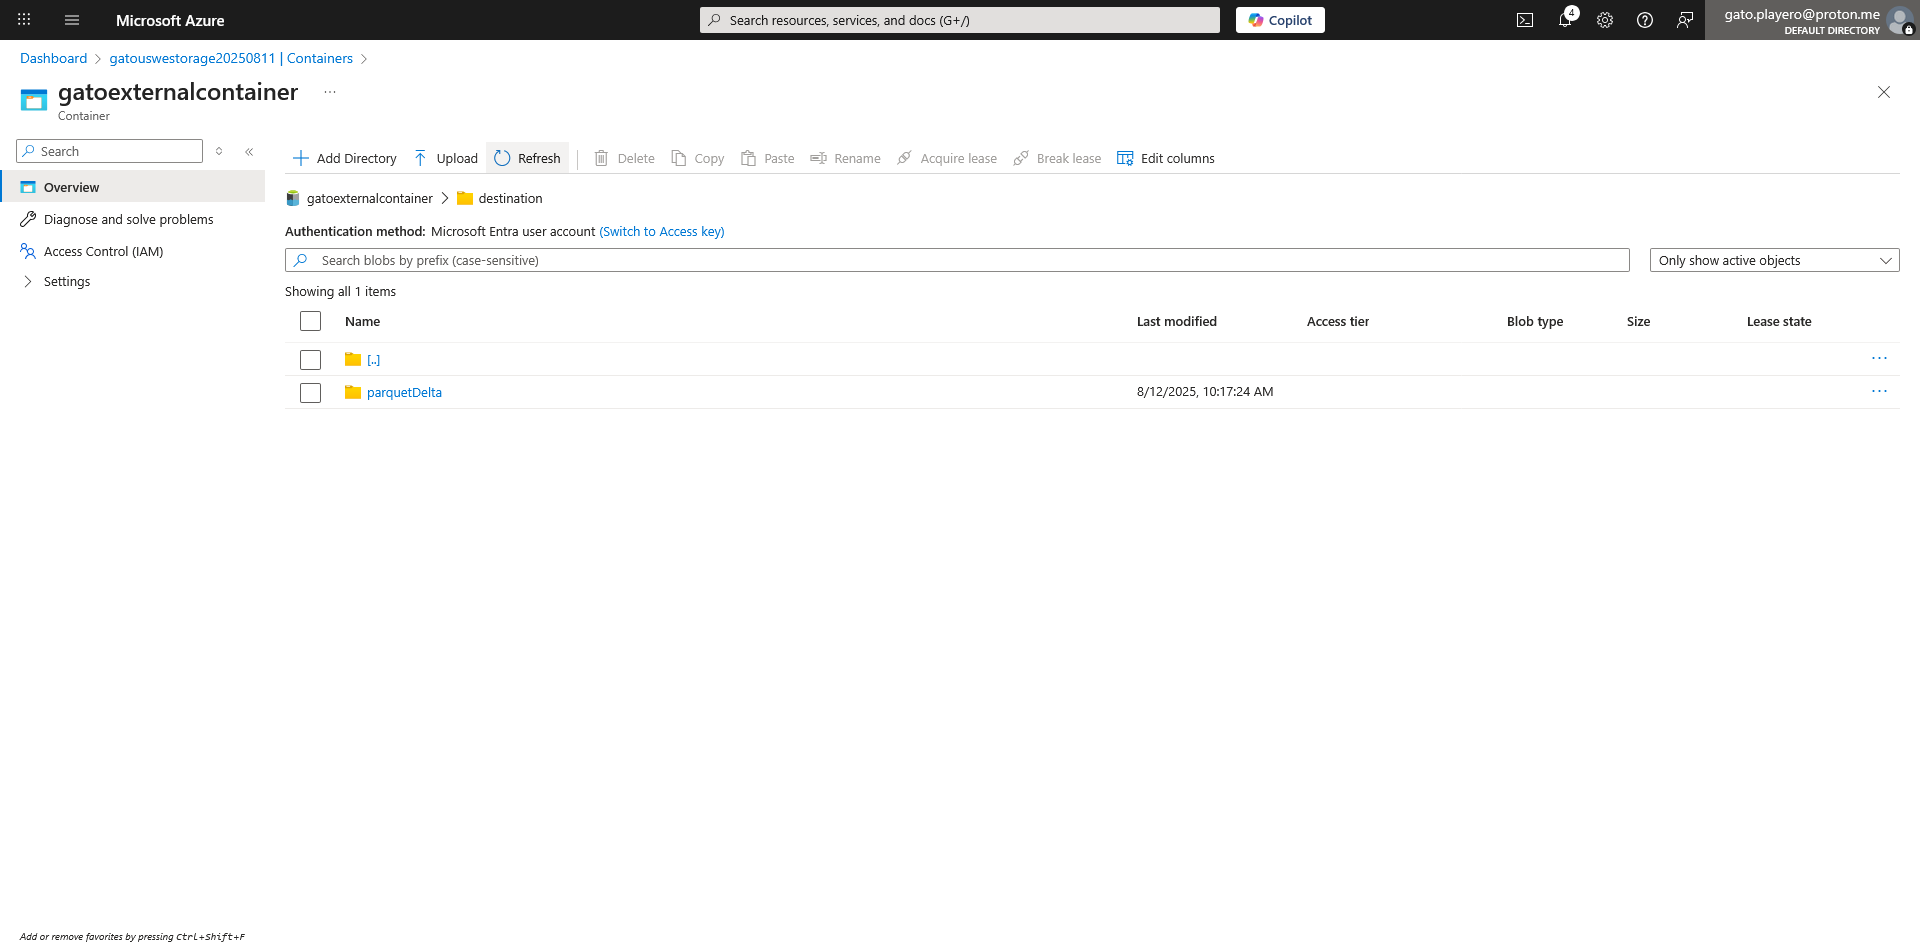 Microsoft Azure
Search resources, services, and docs (G+/)
Copilot
4
gato.playero@proton.me
DEFAULT DIRECTORY
Dashboard > gatouswestorage20250811 | Containers >
gatoexternalcontainer ...
Container
Search
Add Directory Upload Refresh Delete Copy Paste Rename Acquire lease Break lease Edit columns
Overview
Diagnose and solve problems
Access Control (IAM)
Settings
gatoexternalcontainer > destination
Authentication method: Microsoft Entra user account (Switch to Access key)
Search blobs by prefix (case-sensitive)
Only show active objects
Showing all 1 items
Name Last modified Access tier Blob type Size Lease state
[..] ...
parquetDelta 8/12/2025, 10:17:24 AM ...
Add or remove favorites by pressing Ctrl+Shift+F